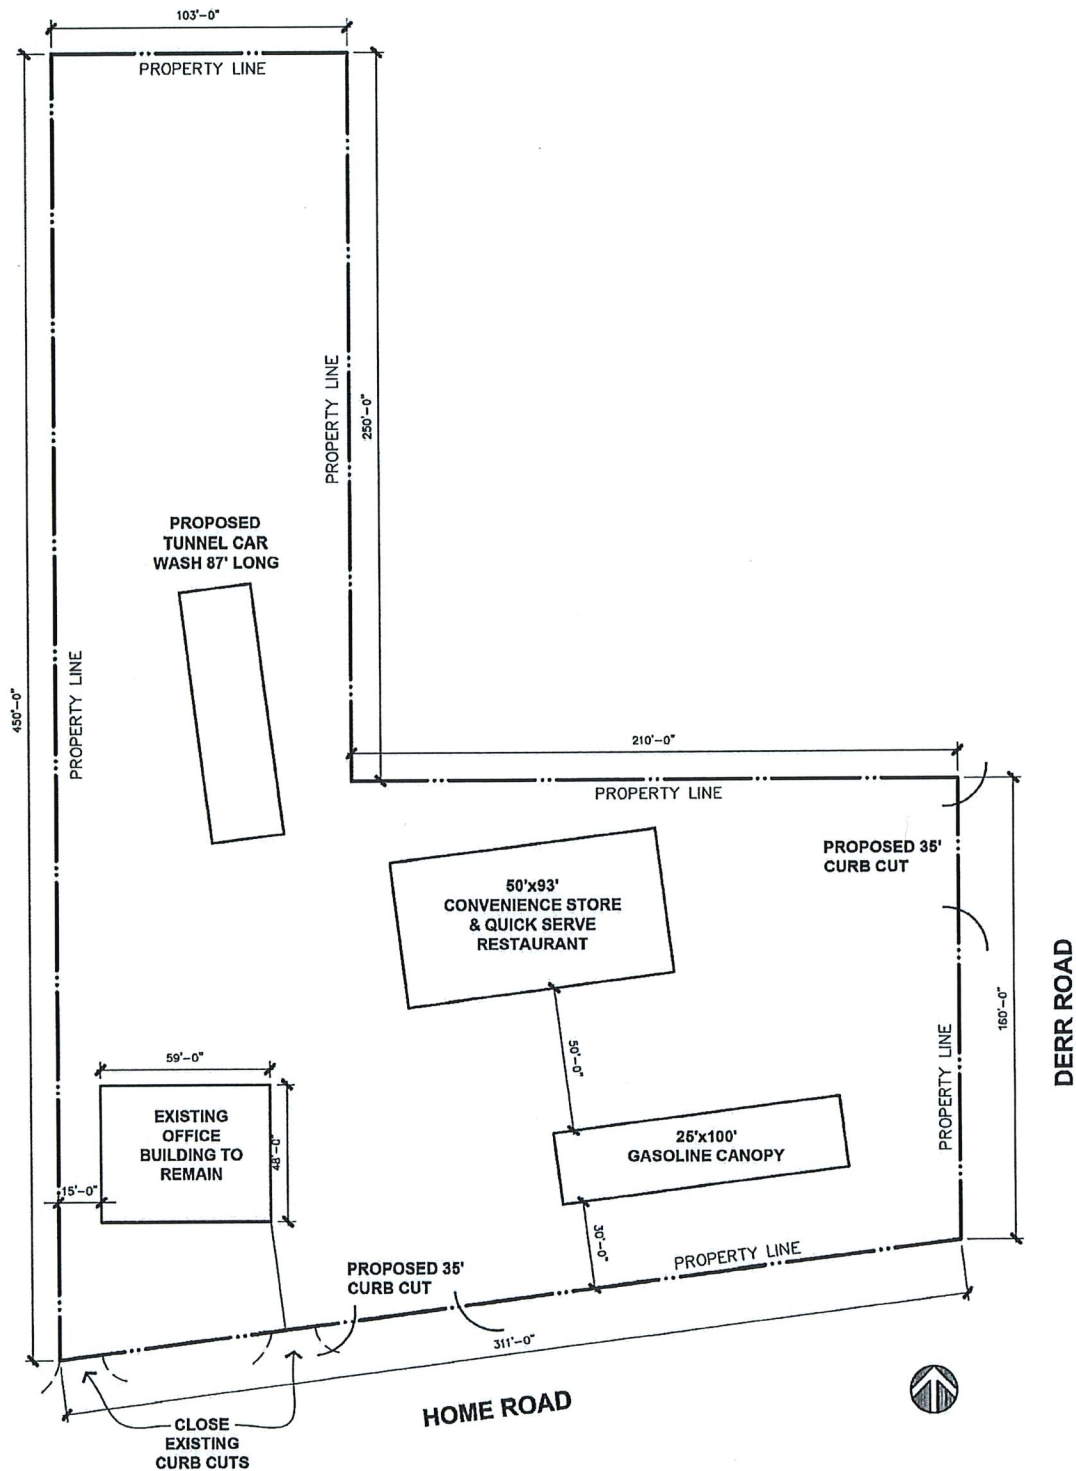 103'-0"
PROPERTY LINE
PROPERTY LINE
250'-0"
PROPOSED
TUNNEL CAR
WASH 87' LONG
450'-0"
PROPERTY LINE
210'-0"
PROPERTY LINE
PROPOSED 35'
CURB CUT
50'x93'
CONVENIENCE STORE
& QUICK SERVE
RESTAURANT
160'-0"
DERR ROAD
PROPERTY LINE
50'-0"
59'-0"
EXISTING
OFFICE
BUILDING TO
REMAIN
48'-0"
15'-0"
25'x100'
GASOLINE CANOPY
30'-0"
PROPERTY LINE
PROPOSED 35'
CURB CUT
311'-0"
HOME ROAD
CLOSE
EXISTING
CURB CUTS